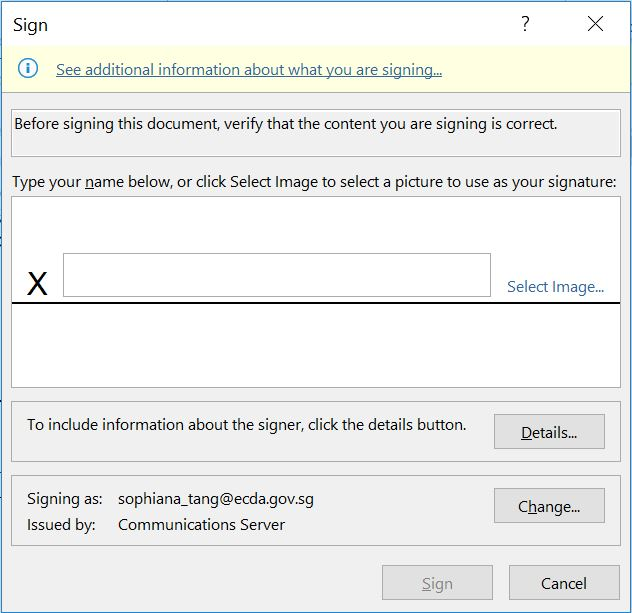 Sign
?
See additional information about what you are signing...
Before signing this document, verify that the content you are signing is correct.
Type your name below, or click Select Image to select a picture to use as your signature:
X
Select Image...
To include information about the signer, click the details button.
Details...
Signing as: sophiana_tang@ecda.gov.sg
Issued by: Communications Server
Change...
Sign
Cancel